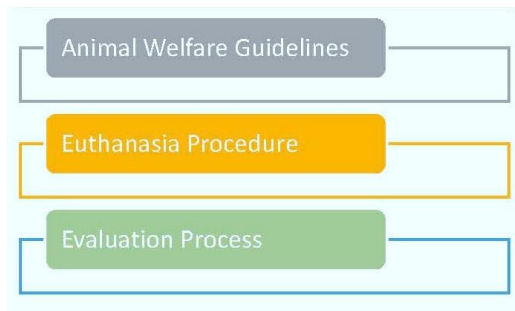 Animal Welfare Guidelines
Euthanasia Procedure
Evaluation Process